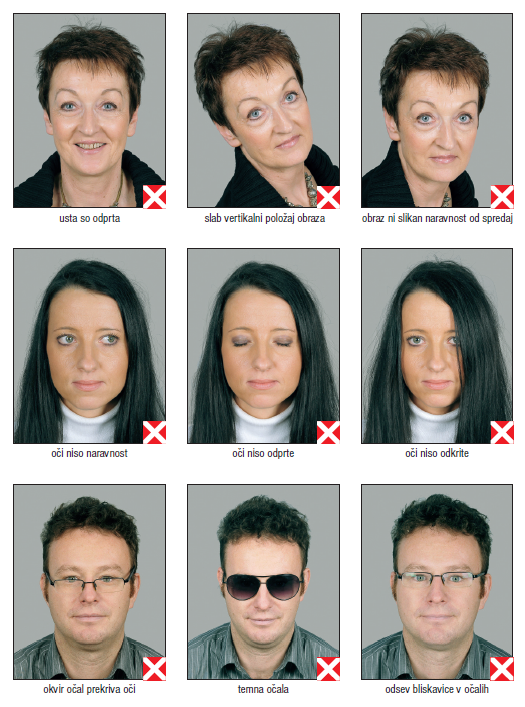 usta so odprta
slab vertikalni položaj obraza
obraz ni slikan naravnost od spredaj
oči niso naravnost
oči niso odprte
oči niso odkrite
okvir očal prekriva oči
temna očala
odsev bliskavice v očalih